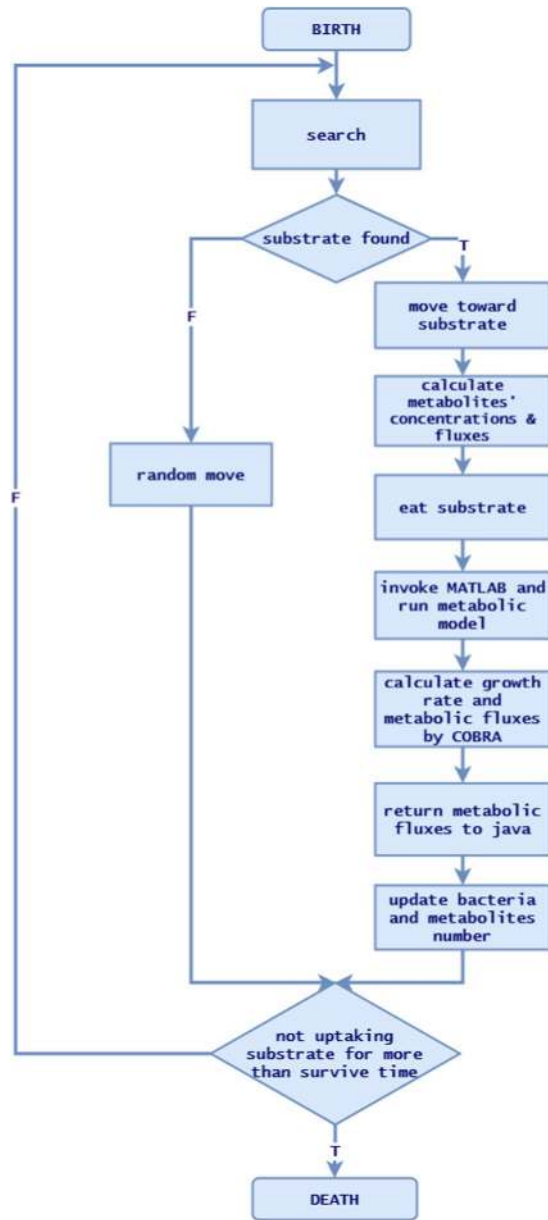 BIRTH
search
substrate found
T
F
move toward
substrate
calculate
metabolites'
concentrations &
fluxes
random move
F
eat substrate
invoke MATLAB and
run metabolic
model
calculate growth
rate and
metabolic fluxes
by COBRA
return metabolic
fluxes to java
update bacteria
and metabolites
number
not uptaking
substrate for more
than survive time
T
DEATH